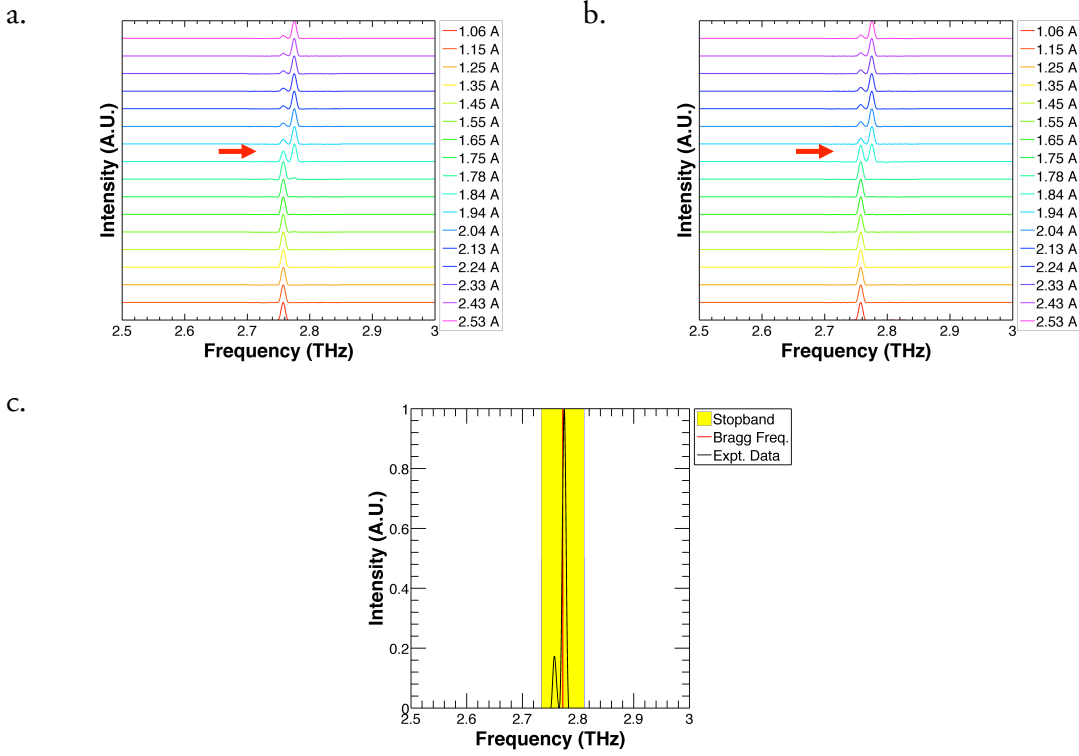 a.
Intensity (A.U.)
2.5 2.6 2.7 2.8 2.9 3
Frequency (THz)
1.06 A
1.15 A
1.25 A
1.35 A
1.45 A
1.55 A
1.65 A
1.75 A
1.78 A
1.84 A
1.94 A
2.04 A
2.13 A
2.24 A
2.33 A
2.43 A
2.53 A
b.
Intensity (A.U.)
2.5 2.6 2.7 2.8 2.9 3
Frequency (THz)
1.06 A
1.15 A
1.25 A
1.35 A
1.45 A
1.55 A
1.65 A
1.75 A
1.78 A
1.84 A
1.94 A
2.04 A
2.13 A
2.24 A
2.33 A
2.43 A
2.53 A
c.
Intensity (A.U.)
1
0.8
0.6
0.4
0.2
0
2.5 2.6 2.7 2.8 2.9 3
Frequency (THz)
Stopband
Bragg Freq.
Expt. Data